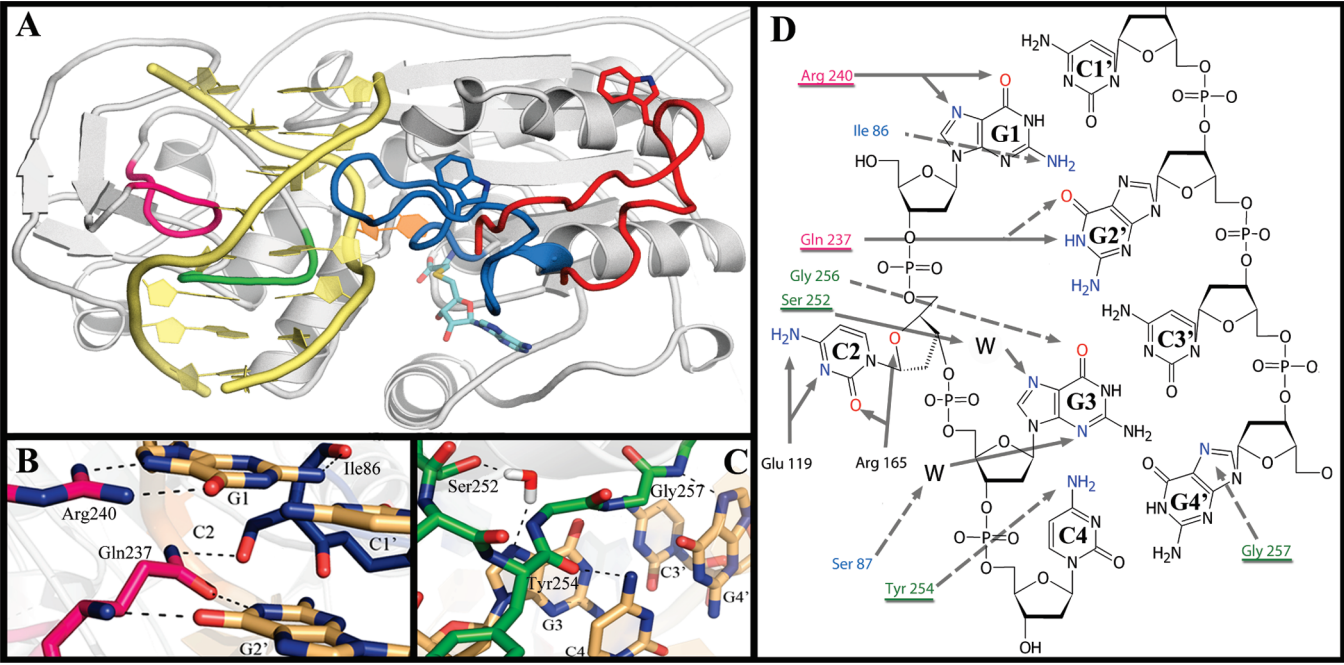 A
B
Arg240
G1
Ile86
C2
Gln237
C1'
G2'
C
Ser252
Gly257
Tyr254
G3
C3'
C4
G4'
D
Arg 240
Ile 86
Gln 237
Gly 256
Ser 252
Glu 119
Arg 165
Ser 87
Tyr 254
Gly 257
W
W
O
N
NH
N
N
NH2
G1
HO
O
O
O
O-P=O
O
H2N
N
N
O
C2
O
O
O-P=O
O
O
N
NH
N
N
NH2
G3
O
O
O-P=O
O
NH2
N
N
O
C4
O
OH
H2N
N
N
O
C1'
O
O
O=P-O
O
O
HN
N
N
N
H2N
G2'
O
O
O=P-O
O
H2N
N
N
O
C3'
O
O
O=P-O
O
O
HN
N
N
N
H2N
G4'
O
O